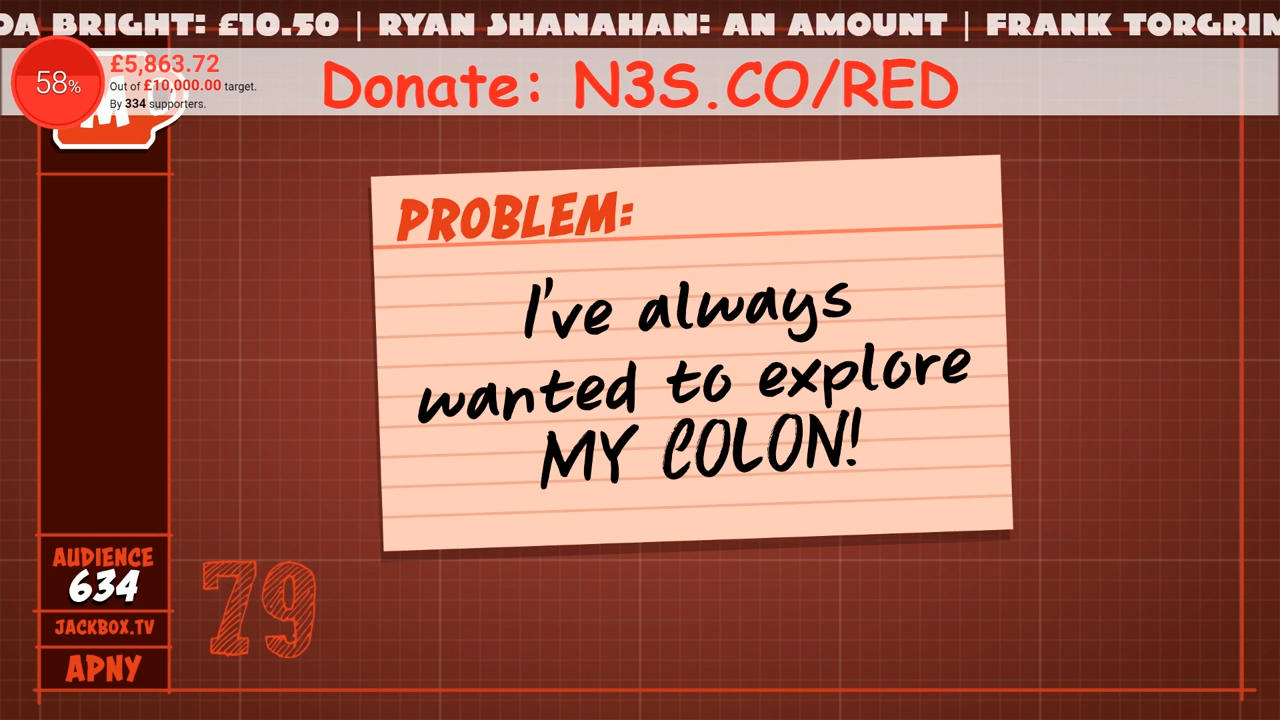 DA BRIGHT: £10.50 | RYAN SHANAHAN: AN AMOUNT | FRANK TORGRIN
58%
£5,863.72
Out of £10,000.00 target.
By 334 supporters.
Donate: N3S.CO/RED
PROBLEM:
I've always
wanted to explore
MY COLON!
AUDIENCE
634
JACKBOX.TV
APNY
79